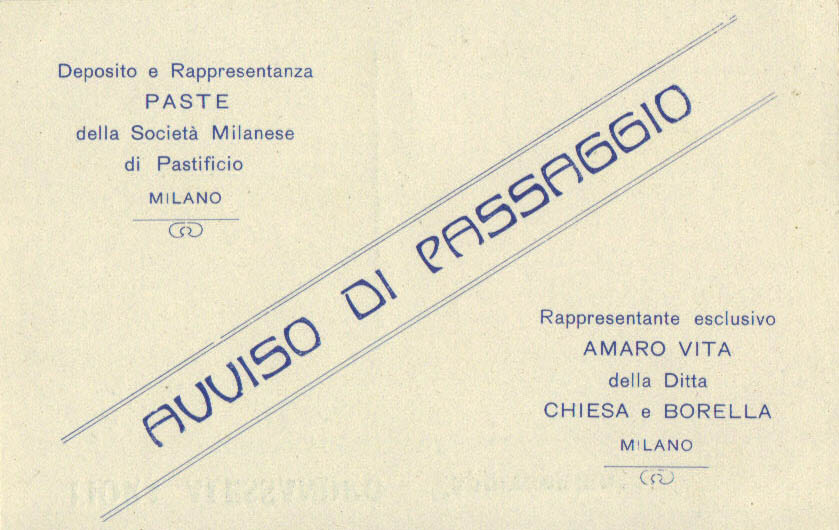 Deposito e Rappresentanza
PASTE
della Società Milanese
di Pastificio
MILANO
AVVISO DI PASSAGGIO
Rappresentante esclusivo
AMARO VITA
della Ditta
CHIESA e BORELLA
MILANO